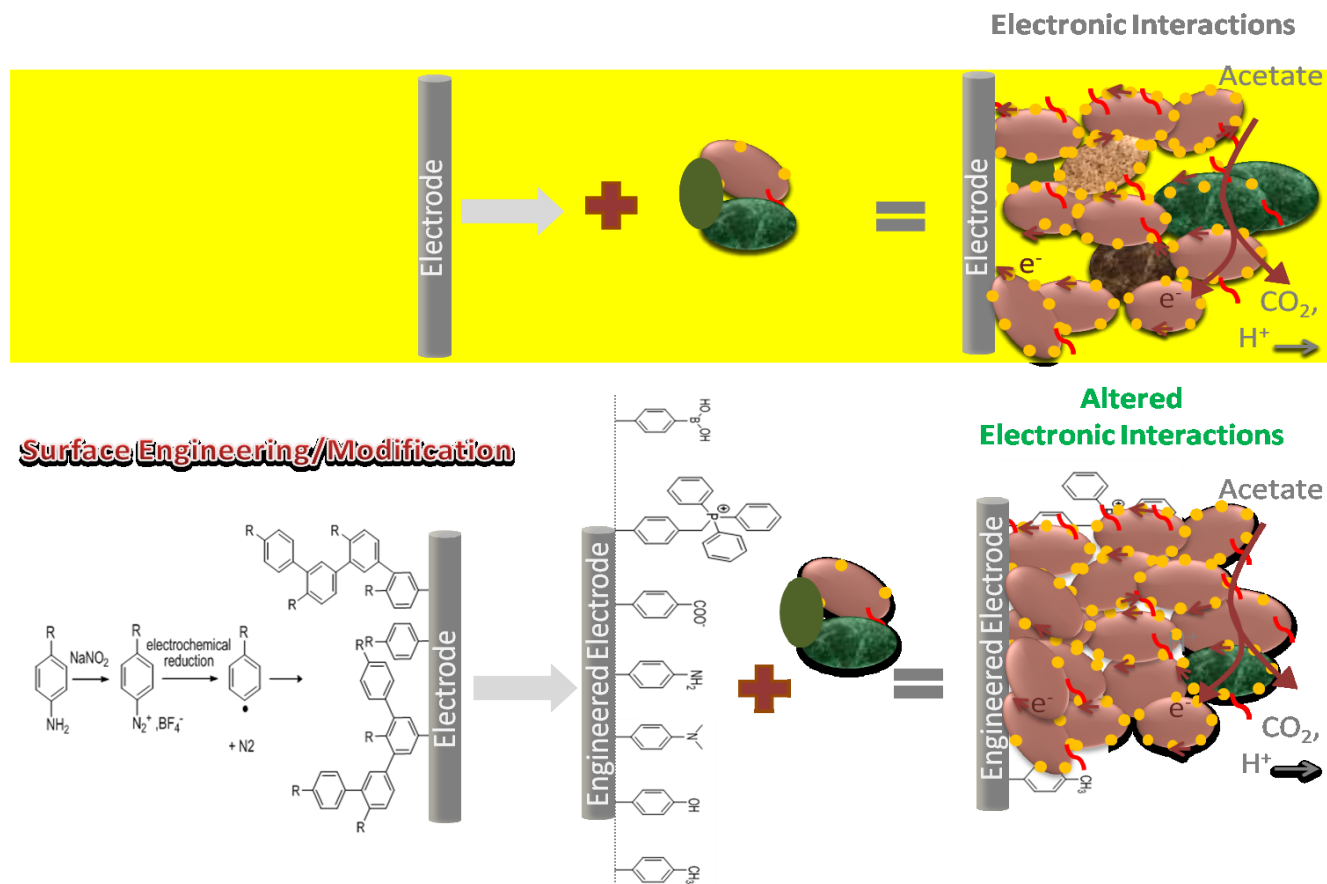 Electronic Interactions
Acetate
Electrode
Electrode
e-
e-
CO2,
H+
Altered
Electronic Interactions
Surface Engineering/Modification
HO
B
OH
P
+
Acetate
R
R
R
R
R
R
R
R
R
R
R
NaNO2
electrochemical
reduction
NH2
N2+ ,BF4-
•
+ N2
Electrode
Engineered Electrode
COO-
NH2
N
OH
CH3
Engineered Electrode
e-
e-
CO2,
H+
CH3